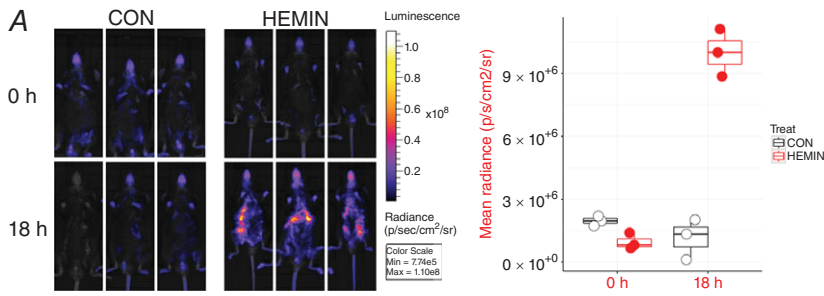 A
CON
HEMIN
0 h
18 h
Luminescence
1.0
0.8
0.6
0.4
0.2
x10⁸
Radiance
(p/sec/cm²/sr)
Color Scale
Min = 7.74e5
Max = 1.10e8
Mean radiance (p/s/cm2/sr)
9 × 10⁺⁶
6 × 10⁺⁶
3 × 10⁺⁶
0 × 10⁺⁰
0 h
18 h
Treat
CON
HEMIN